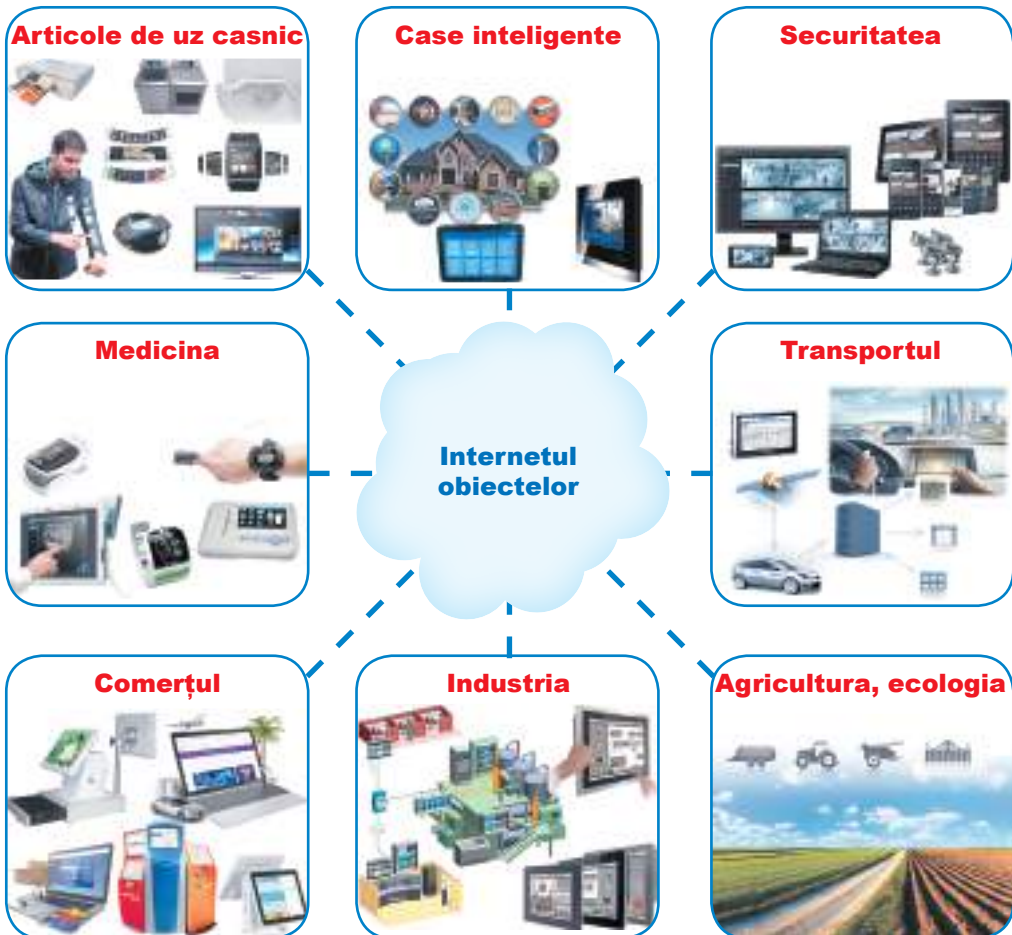 Articole de uz casnic
Case inteligente
Securitatea
Medicina
Internetul
obiectelor
Transportul
Comerțul
Industria
Agricultura, ecologia